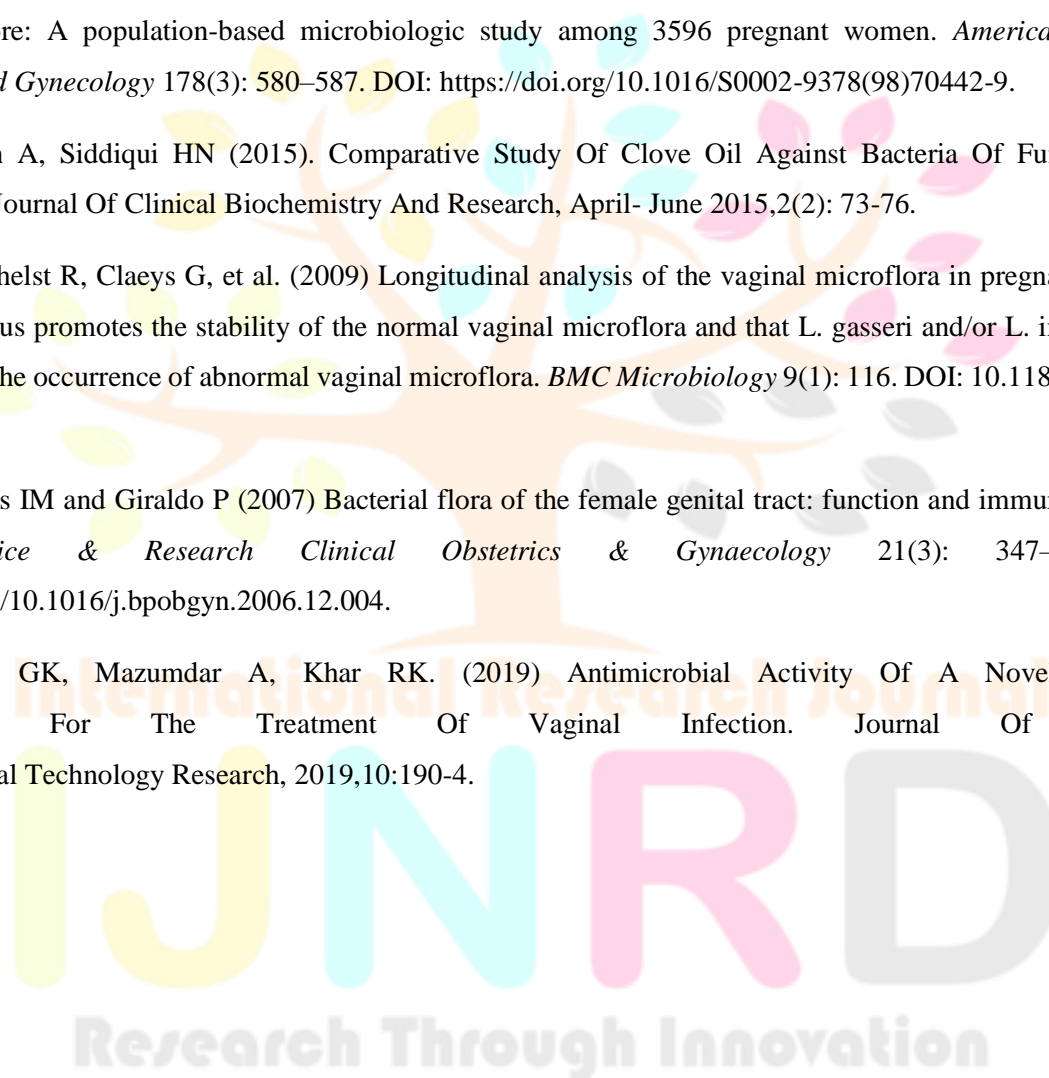 re: A population-based microbiologic study among 3596 pregnant women. America
d Gynecology 178(3): 580–587. DOI: https://doi.org/10.1016/S0002-9378(98)70442-9.
n A, Siddiqui HN (2015). Comparative Study Of Clove Oil Against Bacteria Of Fu
Journal Of Clinical Biochemistry And Research, April- June 2015,2(2): 73-76.
helst R, Claeys G, et al. (2009) Longitudinal analysis of the vaginal microflora in pregna
us promotes the stability of the normal vaginal microflora and that L. gasseri and/or L. i
he occurrence of abnormal vaginal microflora. BMC Microbiology 9(1): 116. DOI: 10.118
s IM and Giraldo P (2007) Bacterial flora of the female genital tract: function and immu
ice & Research Clinical Obstetrics & Gynaecology 21(3): 347–
/10.1016/j.bpobgyn.2006.12.004.
GK, Mazumdar A, Khar RK. (2019) Antimicrobial Activity Of A Nove
International Research Journal
For The Treatment Of Vaginal Infection. Journal Of
al Technology Research, 2019,10:190-4.
IJNRD
Research Through Innovation